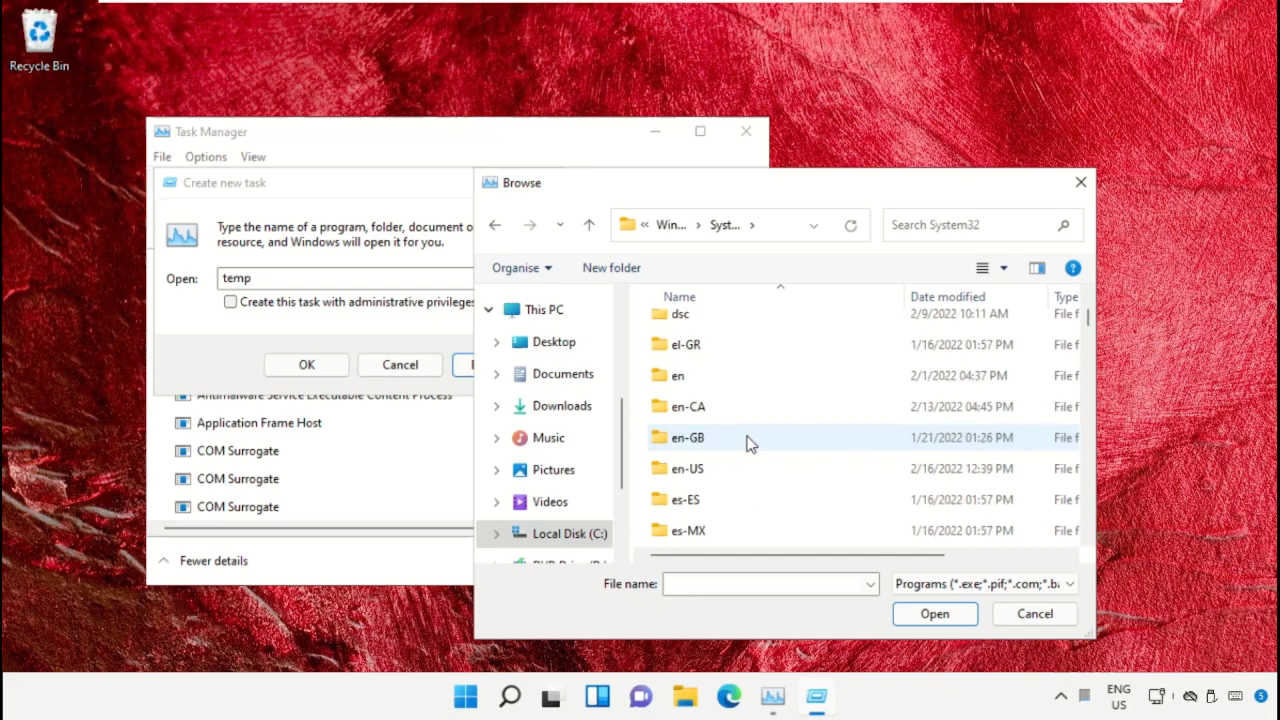 Recycle Bin
Task Manager
File Options View
Create new task
Type the name of a program, folder, document o
resource, and Windows will open it for you.
Open: temp
Create this task with administrative privileges
OK Cancel
Antimalware Service Executable Content Process
Application Frame Host
COM Surrogate
COM Surrogate
COM Surrogate
Fewer details
Browse
« Win... › Syst... ›
Search System32
Organise New folder
This PC
Desktop
Documents
Downloads
Music
Pictures
Videos
Local Disk (C:)
Name Date modified Type
dsc 2/9/2022 10:11 AM File f
el-GR 1/16/2022 01:57 PM File f
en 2/1/2022 04:37 PM File f
en-CA 2/13/2022 04:45 PM File f
en-GB 1/21/2022 01:26 PM File f
en-US 2/16/2022 12:39 PM File f
es-ES 1/16/2022 01:57 PM File f
es-MX 1/16/2022 01:57 PM File f
File name: Programs (*.exe;*.pif;*.com;*.ba
Open Cancel
ENG
US
5